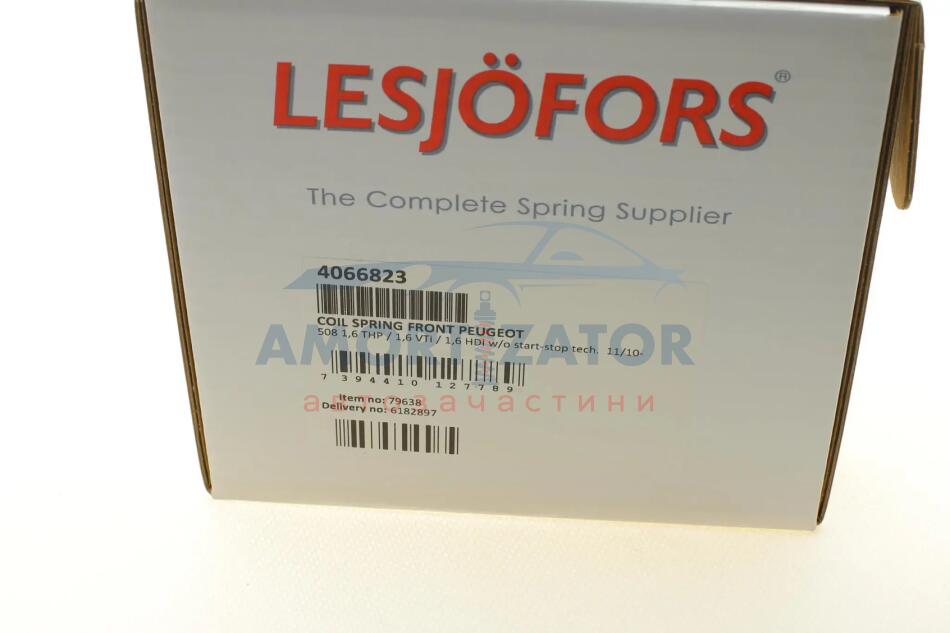 LESJÖFORS®
The Complete Spring Supplier
4066823
COIL SPRING FRONT PEUGEOT
508 1,6 THP / 1,6 VTi / 1,6 HDi w/o start-stop tech. 11/10-
AMORTIZATOR
7 394410 127789
Item no: 79638
автозачастини
Delivery no: 6182897